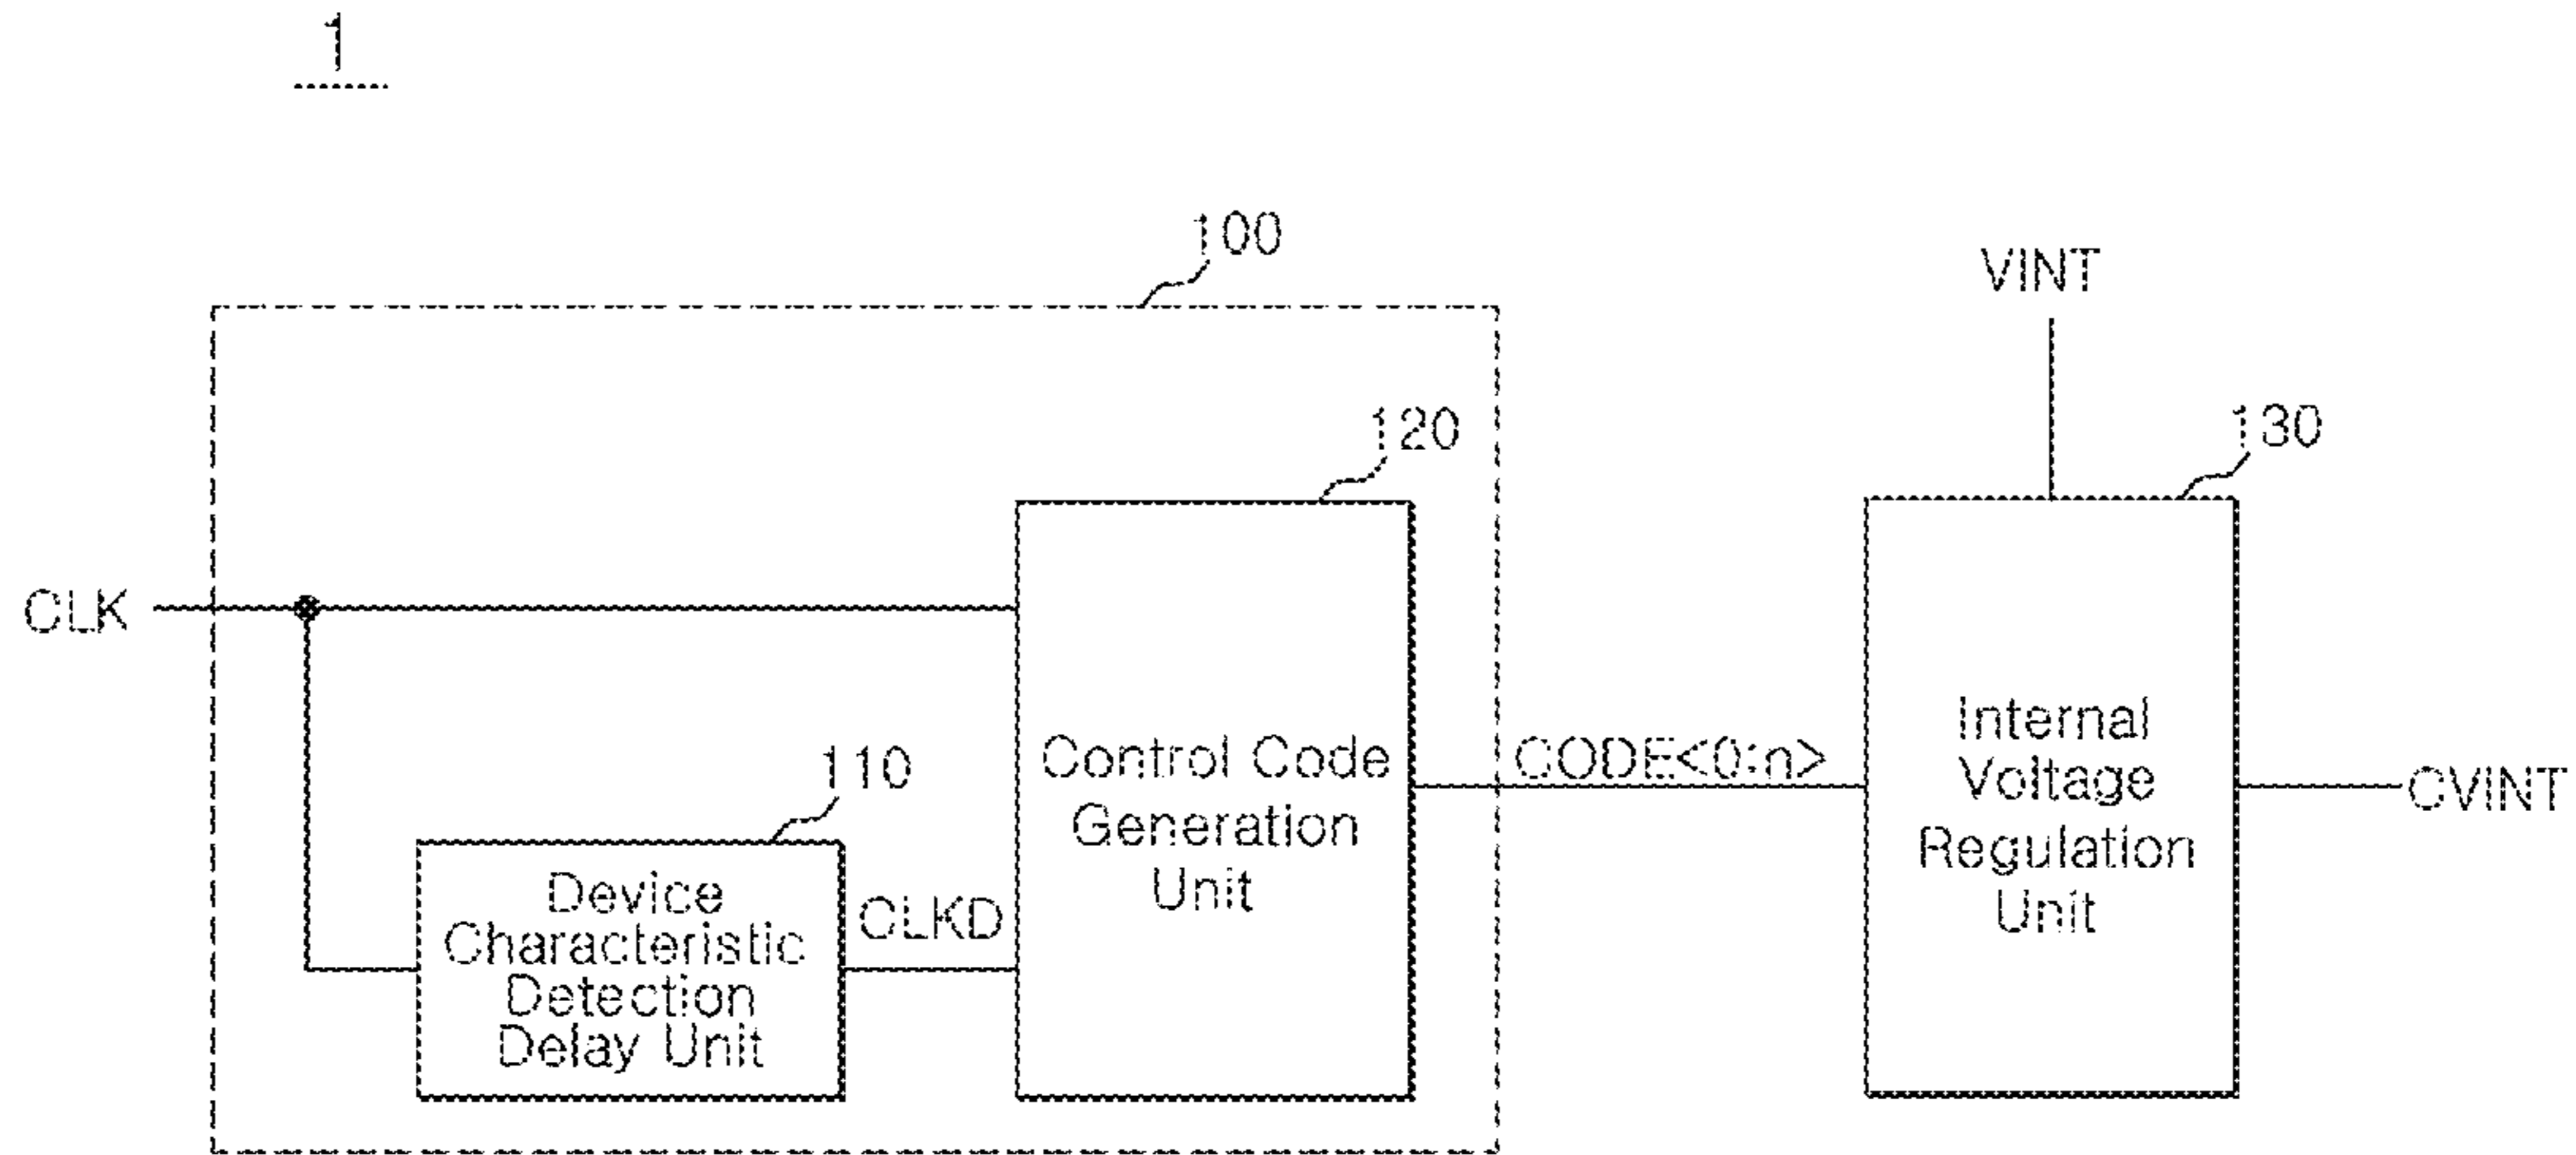 1
100
VINT
120
130
CLK
110
Control Code
Generation
Unit
CODE<0:n>
Internal
Voltage
Regulation
Unit
CVINT
Device
Characteristic
Detection
Delay Unit
CLKD